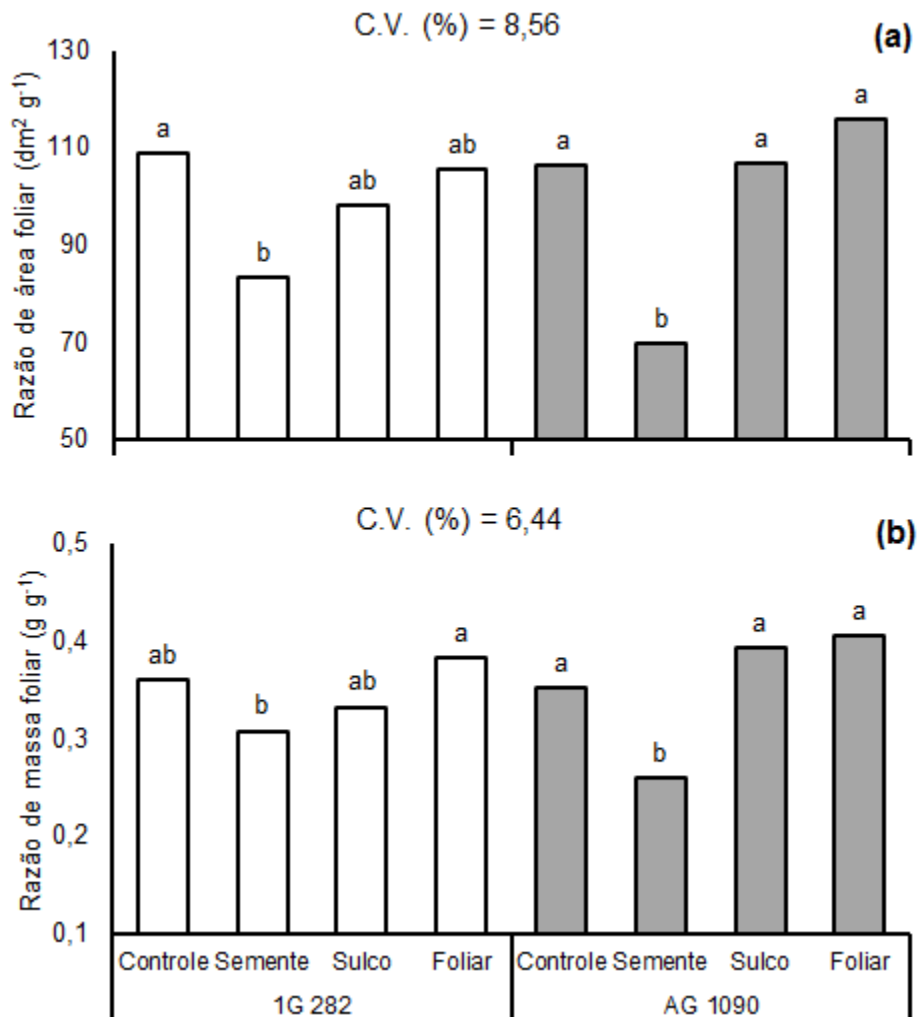 C.V. (%) = 8,56
(a)
Razão de área foliar (dm² g⁻¹)
130
110
90
70
50
a
b
ab
ab
a
b
a
a
C.V. (%) = 6,44
(b)
Razão de massa foliar (g g⁻¹)
0,5
0,4
0,3
0,2
0,1
ab
b
ab
a
a
b
a
a
Controle Semente Sulco Foliar Controle Semente Sulco Foliar
1G 282 AG 1090